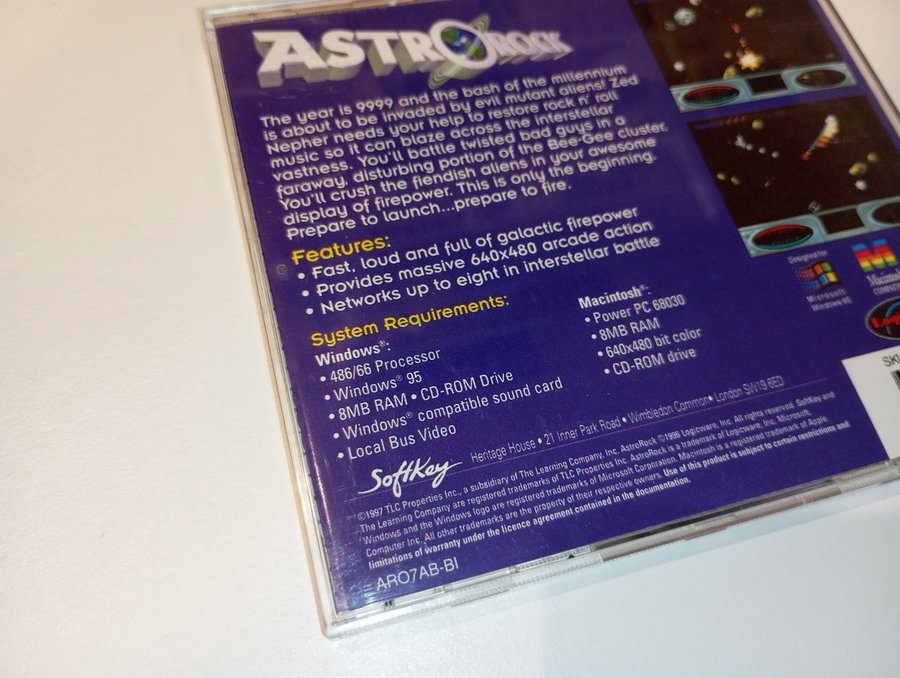 ASTROROCK
The year is 9999 and the bash of the millennium
is about to be invaded by evil mutant aliens! Zed
Nepher needs your help to restore rock n' roll
music so it can blaze across the interstellar
vastness. You'll battle twisted bad guys in a
faraway, disturbing portion of the Bee-Gee cluster.
You'll crush the fiendish aliens in your awesome
display of firepower. This is only the beginning.
Prepare to launch...prepare to fire.
Features:
• Fast, loud and full of galactic firepower
• Provides massive 640x480 arcade action
• Networks up to eight in interstellar battle
System Requirements:
Windows®:
• 486/66 Processor
• Windows® 95
• 8MB RAM • CD-ROM Drive
• Windows® compatible sound card
• Local Bus Video
Macintosh®:
• Power PC 68030
• 8MB RAM
• 640x480 bit color
• CD-ROM drive
Designed for
Microsoft
Windows 95
Macintosh
SoftKey
Heritage House • 21 Inner Park Road • Wimbledon Common • London SW19 6ED
©1997 TLC Properties Inc., a subsidiary of The Learning Company, Inc. AstroRock ©1996 Logicware, Inc. All rights reserved. SoftKey and
The Learning Company are registered trademarks of TLC Properties Inc. AstroRock is a trademark of Logicware, Inc. Microsoft,
Windows and the Windows logo are registered trademarks of Microsoft Corporation. Macintosh is a registered trademark of Apple
Computer Inc. All other trademarks are the property of their respective owners. Use of this product is subject to certain restrictions and
limitations of warranty under the licence agreement contained in the documentation.
ARO7AB-BI